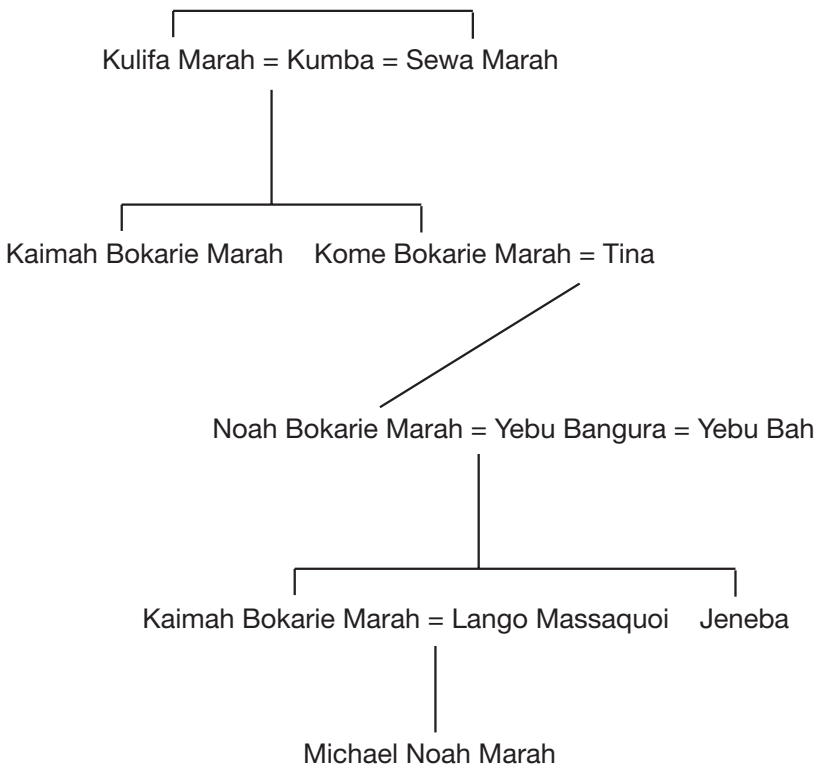 Kulifa Marah = Kumba = Sewa Marah
Kaimah Bokarie Marah Kome Bokarie Marah = Tina
Noah Bokarie Marah = Yebu Bangura = Yebu Bah
Kaimah Bokarie Marah = Lango Massaquoi Jeneba
Michael Noah Marah